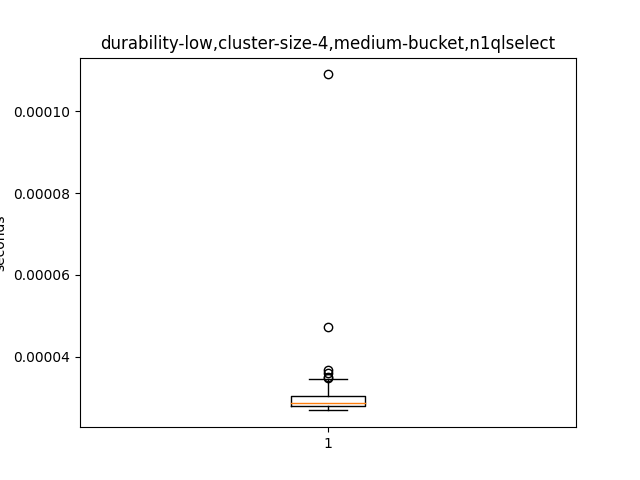 durability-low,cluster-size-4,medium-bucket,n1qlselect
0.00010
0.00008
0.00006
0.00004
seconds
1